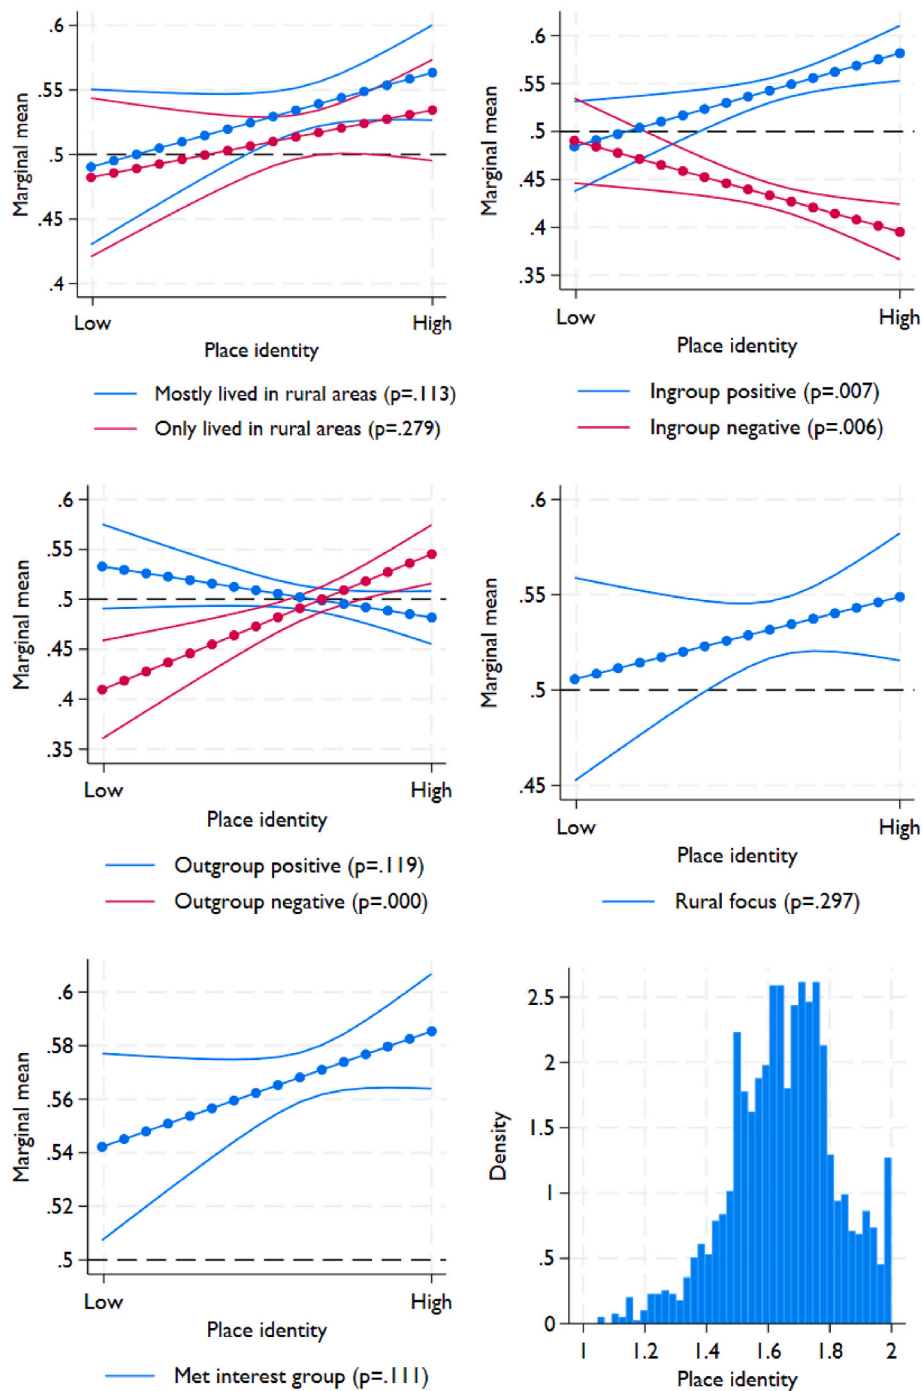 .6
.55
.5
.45
.4
Marginal mean
Low
High
Place identity
Mostly lived in rural areas (p=.113)
Only lived in rural areas (p=.279)
.6
.55
.5
.45
.4
.35
Marginal mean
Low
High
Place identity
Ingroup positive (p=.007)
Ingroup negative (p=.006)
.6
.55
.5
.45
.4
.35
Marginal mean
Low
High
Place identity
Outgroup positive (p=.119)
Outgroup negative (p=.000)
.6
.55
.5
.45
Marginal mean
Low
High
Place identity
Rural focus (p=.297)
.6
.58
.56
.54
.52
.5
Marginal mean
Low
High
Place identity
Met interest group (p=.111)
2.5
2
1.5
1
.5
0
Density
1 1.2 1.4 1.6 1.8 2
Place identity